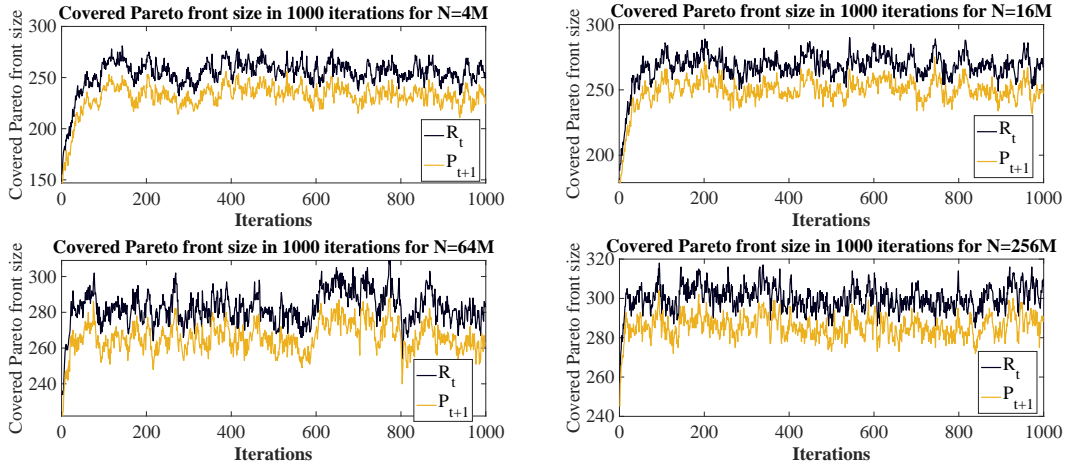 Covered Pareto front size in 1000 iterations for N=4M
Covered Pareto front size
300
250
200
150
0
200
400
600
800
1000
Iterations
R_t
P_{t+1}
Covered Pareto front size in 1000 iterations for N=16M
Covered Pareto front size
300
250
200
0
200
400
600
800
1000
Iterations
R_t
P_{t+1}
Covered Pareto front size in 1000 iterations for N=64M
Covered Pareto front size
300
280
260
240
0
200
400
600
800
1000
Iterations
R_t
P_{t+1}
Covered Pareto front size in 1000 iterations for N=256M
Covered Pareto front size
320
300
280
260
240
0
200
400
600
800
1000
Iterations
R_t
P_{t+1}